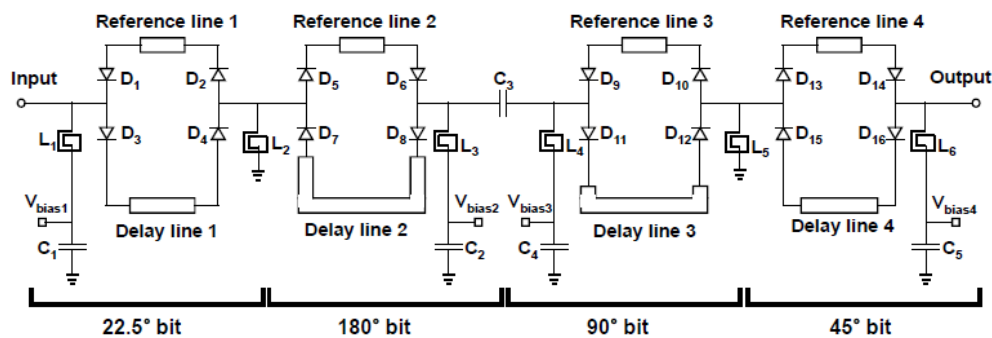 Reference line 1 Reference line 2 Reference line 3 Reference line 4
Input D1 D2 D5 D6 C3 D9 D10 D13 D14 Output
L1 D3 D4 L2 D7 D8 L3 L4 D11 D12 L5 D15 D16 L6
Vbias1 Vbias2 Vbias3 Vbias4
Delay line 1 Delay line 2 Delay line 3 Delay line 4
C1 C2 C4 C5
22.5° bit 180° bit 90° bit 45° bit